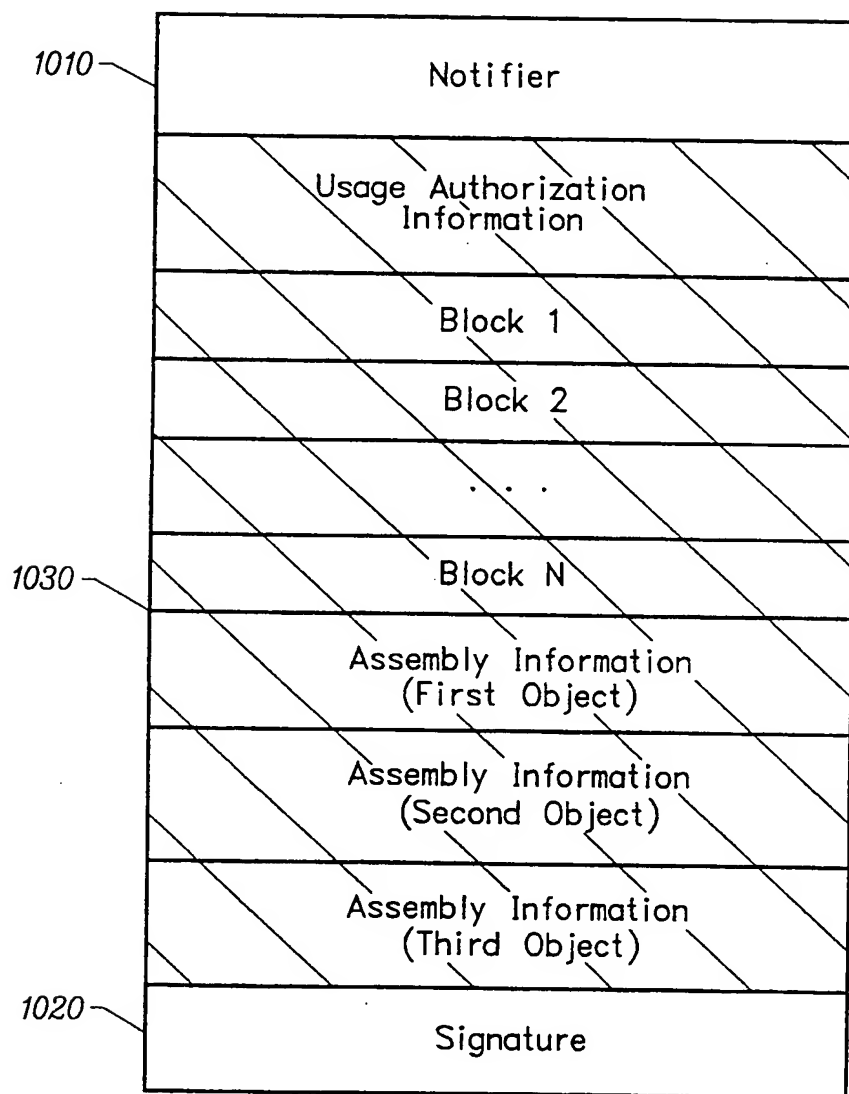 1010
Notifier
Usage Authorization
Information
Block 1
Block 2
. . .
Block N
1030
Assembly Information
(First Object)
Assembly Information
(Second Object)
Assembly Information
(Third Object)
1020
Signature